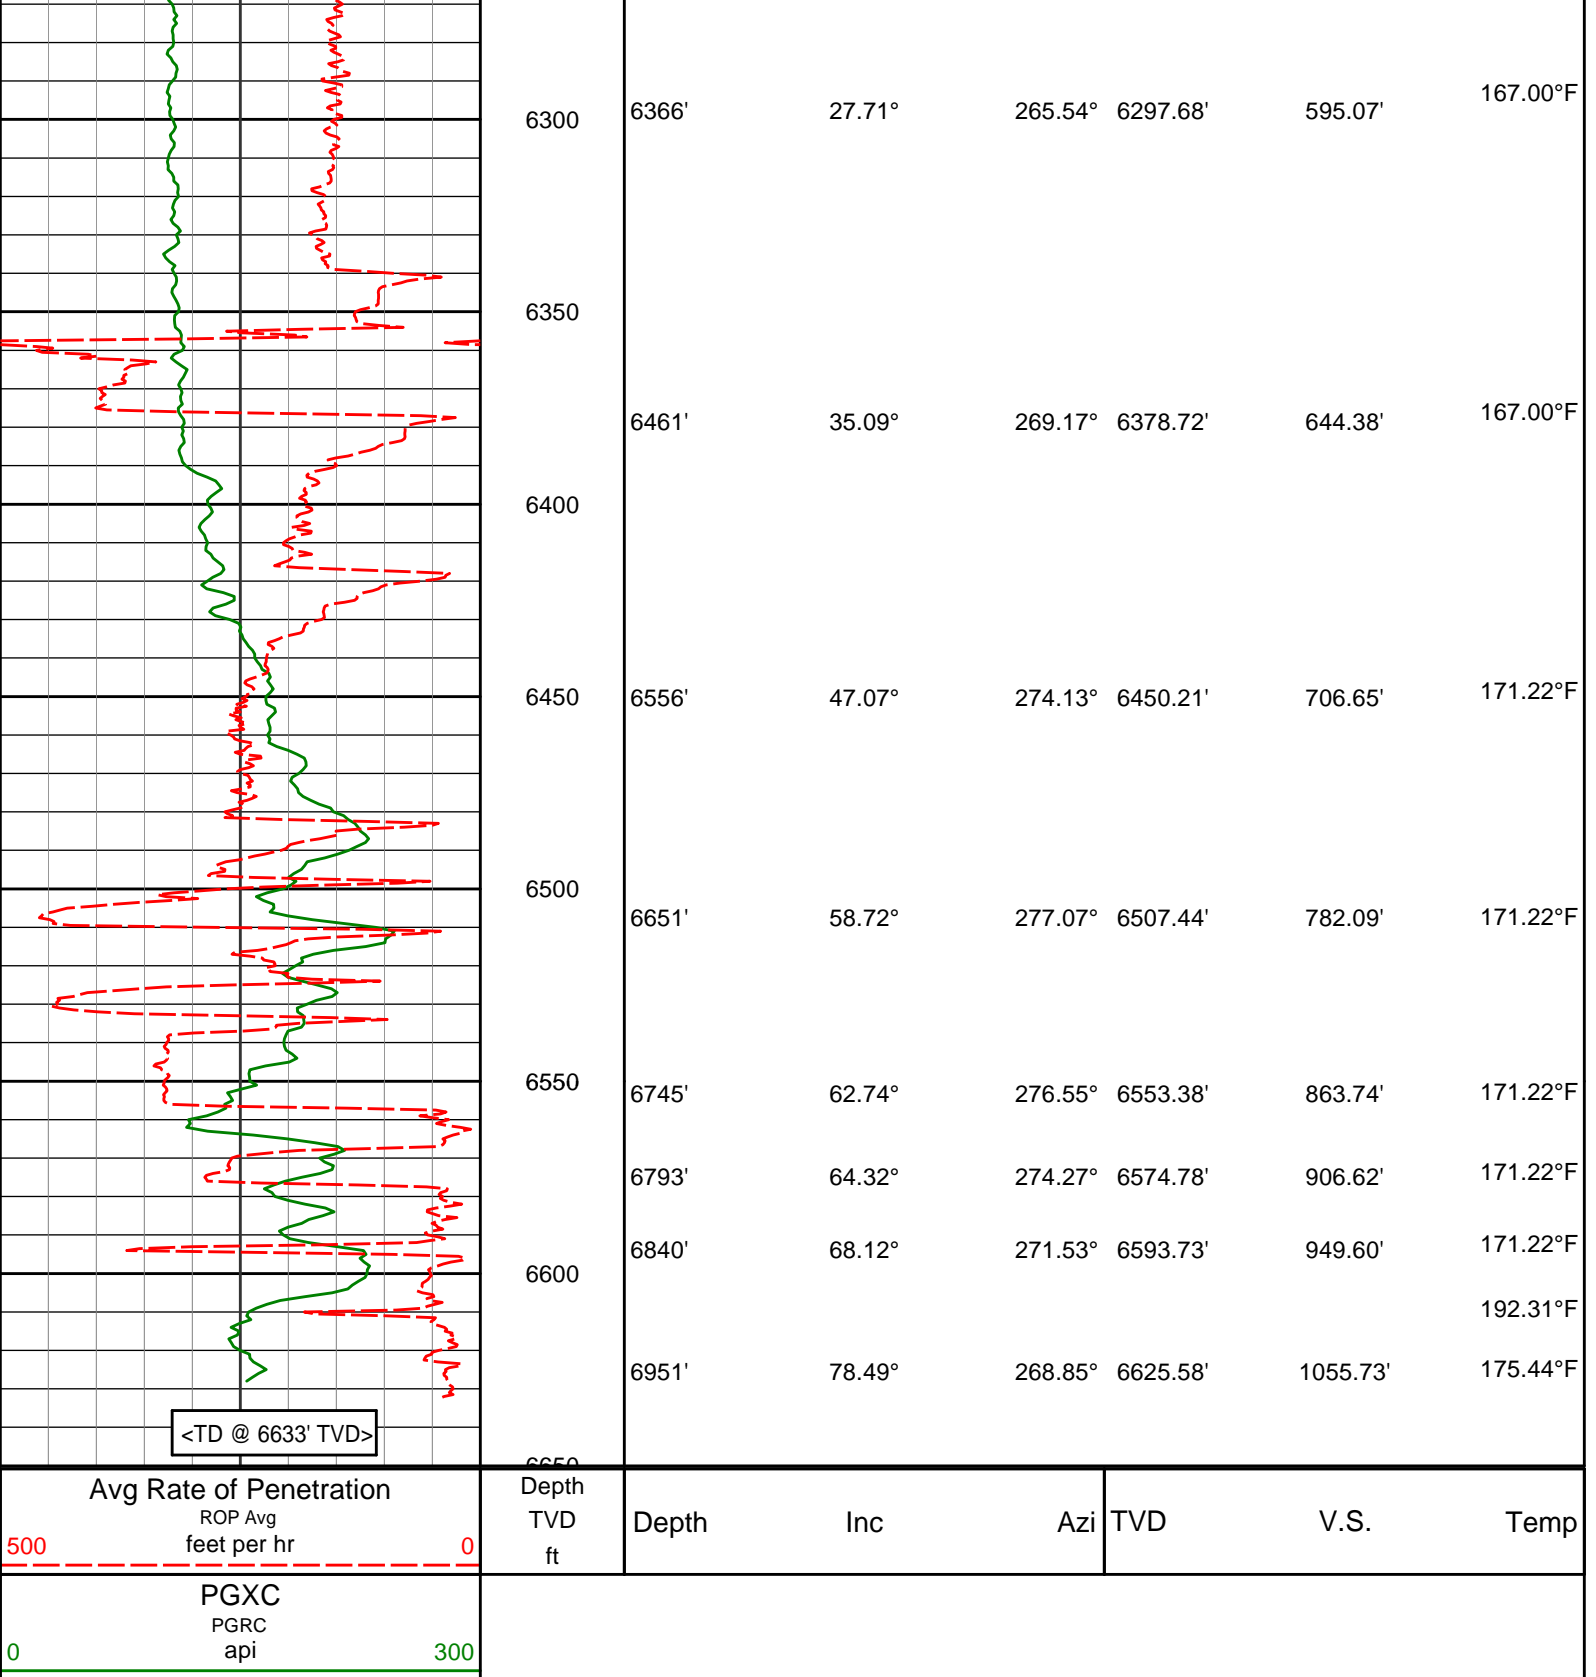 6300 6366' 27.71° 265.54° 6297.68' 595.07' 167.00°F
6350
6461' 35.09° 269.17° 6378.72' 644.38' 167.00°F
6400
6450 6556' 47.07° 274.13° 6450.21' 706.65' 171.22°F
6500
6651' 58.72° 277.07° 6507.44' 782.09' 171.22°F
6550 6745' 62.74° 276.55° 6553.38' 863.74' 171.22°F
6793' 64.32° 274.27° 6574.78' 906.62' 171.22°F
6840' 68.12° 271.53° 6593.73' 949.60' 171.22°F
6600
192.31°F
6951' 78.49° 268.85° 6625.58' 1055.73' 175.44°F
<TD @ 6633' TVD>
6650
Avg Rate of Penetration
ROP Avg
500 feet per hr 0
Depth
TVD
ft
Depth Inc Azi TVD V.S. Temp
PGXC
PGRC
0 api 300